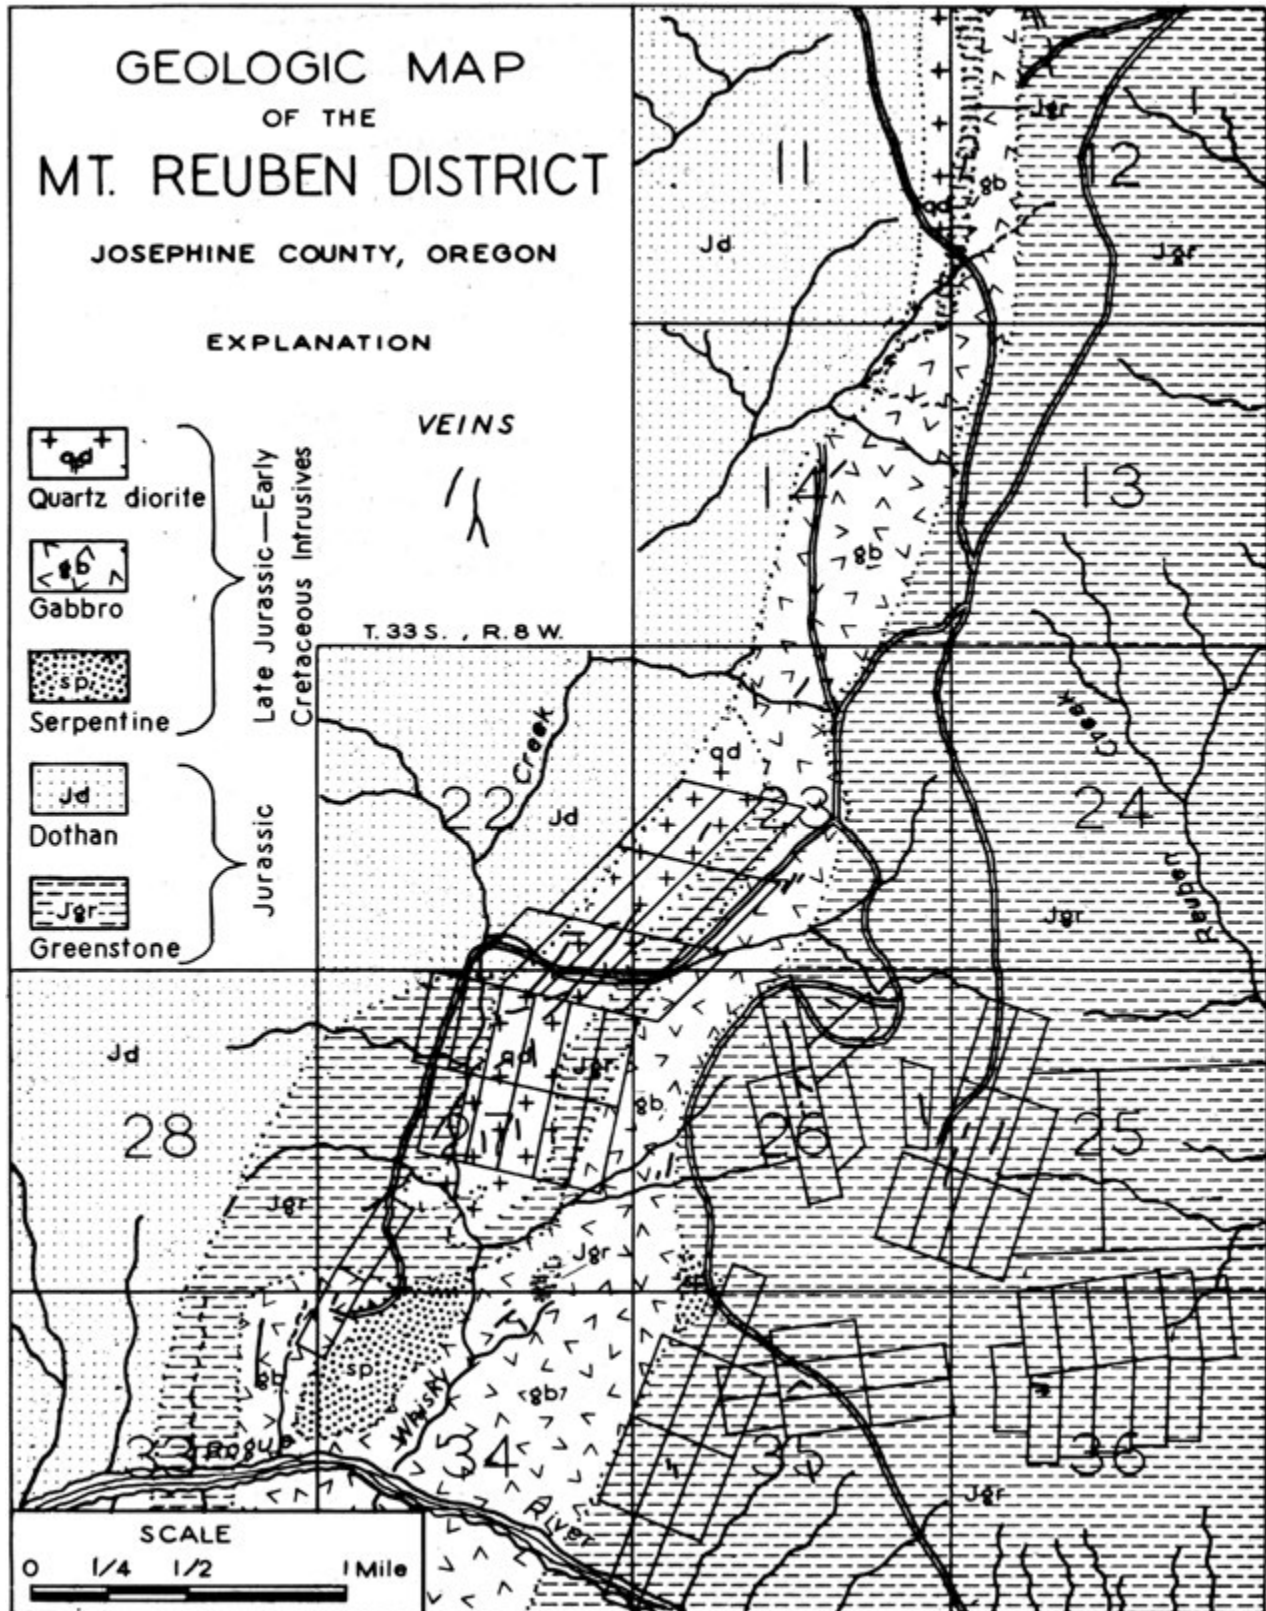 GEOLOGIC MAP
OF THE
MT. REUBEN DISTRICT
JOSEPHINE COUNTY, OREGON
EXPLANATION
qd
Quartz diorite
gb
Gabbro
sp
Serpentine
Late Jurassic—Early
Cretaceous Intrusives
Jd
Dothan
Jgr
Greenstone
Jurassic
VEINS
T. 33 S. , R. 8 W.
11
Jd
qd
gb
Jgr
1
12
Jgr
14
gb
13
22
Creek
Jd
qd
23
24
Creek
Reuben
Jgr
28
Jd
Jgr
27
qd
Jgr
gb
26
25
Jgr
33
gb
sp
Whisky
34
gb
35
36
Jgr
Rogue
River
SCALE
0 1/4 1/2 1 Mile